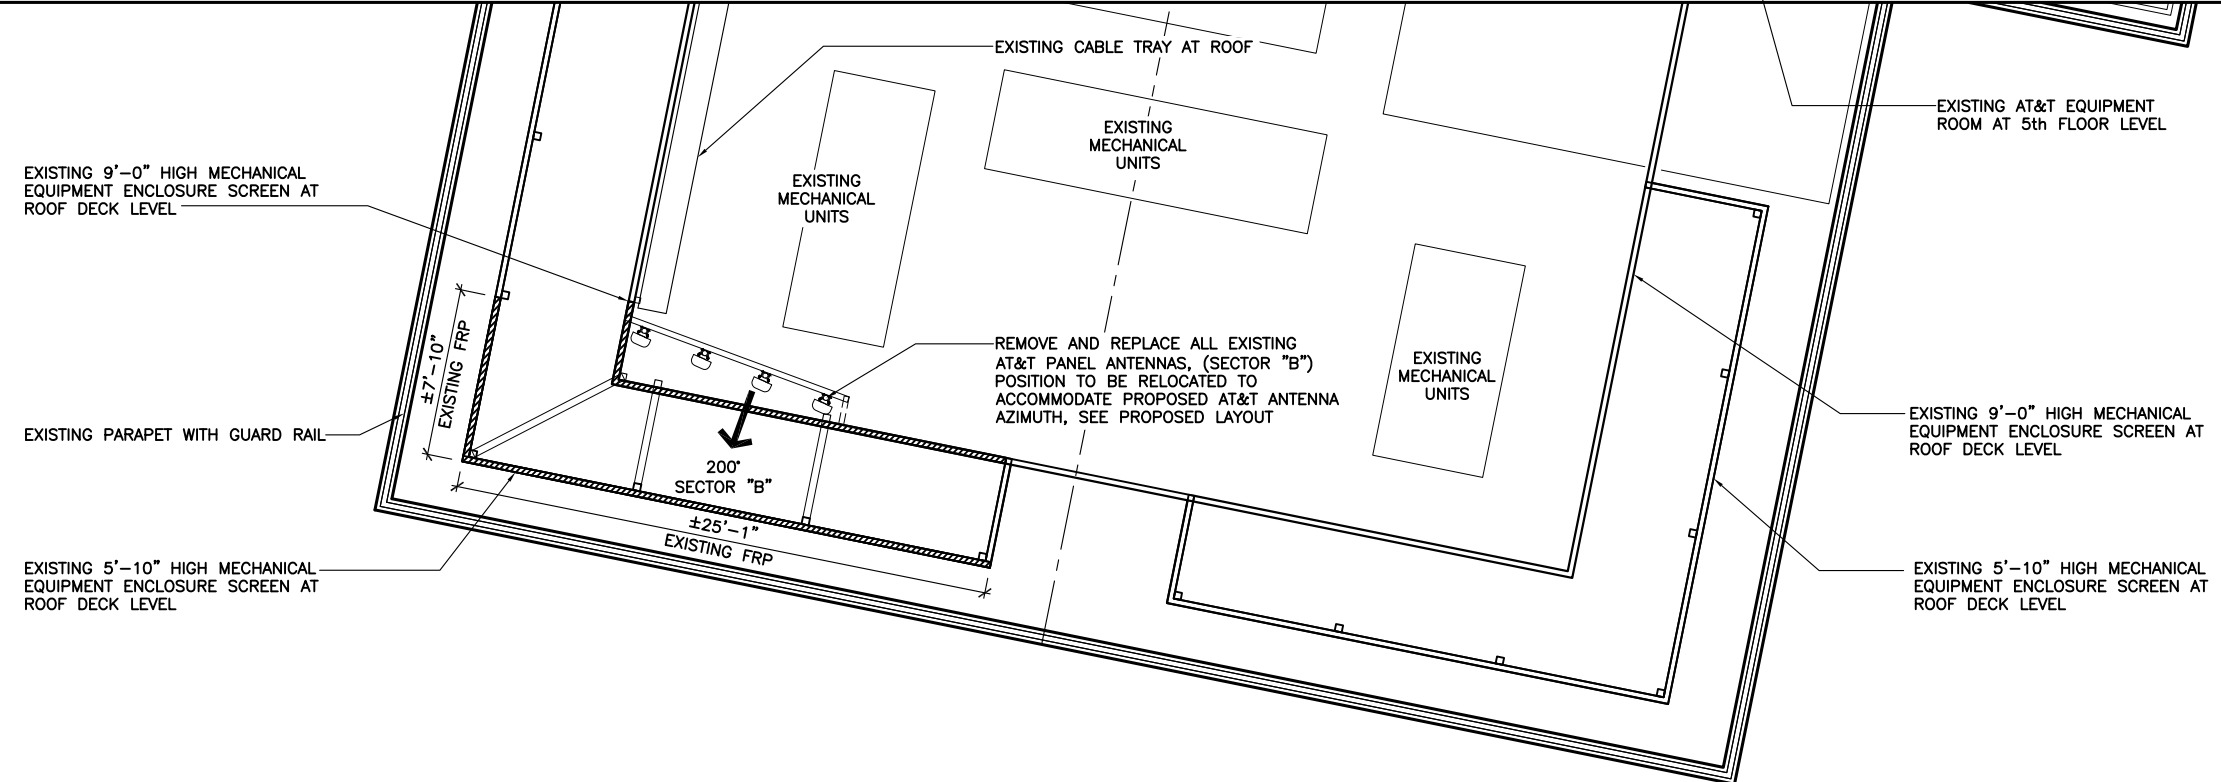 EXISTING CABLE TRAY AT ROOF
EXISTING AT&T EQUIPMENT
ROOM AT 5th FLOOR LEVEL
EXISTING
MECHANICAL
UNITS
EXISTING 9'-0" HIGH MECHANICAL
EQUIPMENT ENCLOSURE SCREEN AT
ROOF DECK LEVEL
EXISTING
MECHANICAL
UNITS
±7'-10"
EXISTING FRP
REMOVE AND REPLACE ALL EXISTING
AT&T PANEL ANTENNAS, (SECTOR "B")
POSITION TO BE RELOCATED TO
ACCOMMODATE PROPOSED AT&T ANTENNA
AZIMUTH, SEE PROPOSED LAYOUT
EXISTING
MECHANICAL
UNITS
EXISTING PARAPET WITH GUARD RAIL
EXISTING 9'-0" HIGH MECHANICAL
EQUIPMENT ENCLOSURE SCREEN AT
ROOF DECK LEVEL
200°
SECTOR "B"
±25'-1"
EXISTING FRP
EXISTING 5'-10" HIGH MECHANICAL
EQUIPMENT ENCLOSURE SCREEN AT
ROOF DECK LEVEL
EXISTING 5'-10" HIGH MECHANICAL
EQUIPMENT ENCLOSURE SCREEN AT
ROOF DECK LEVEL